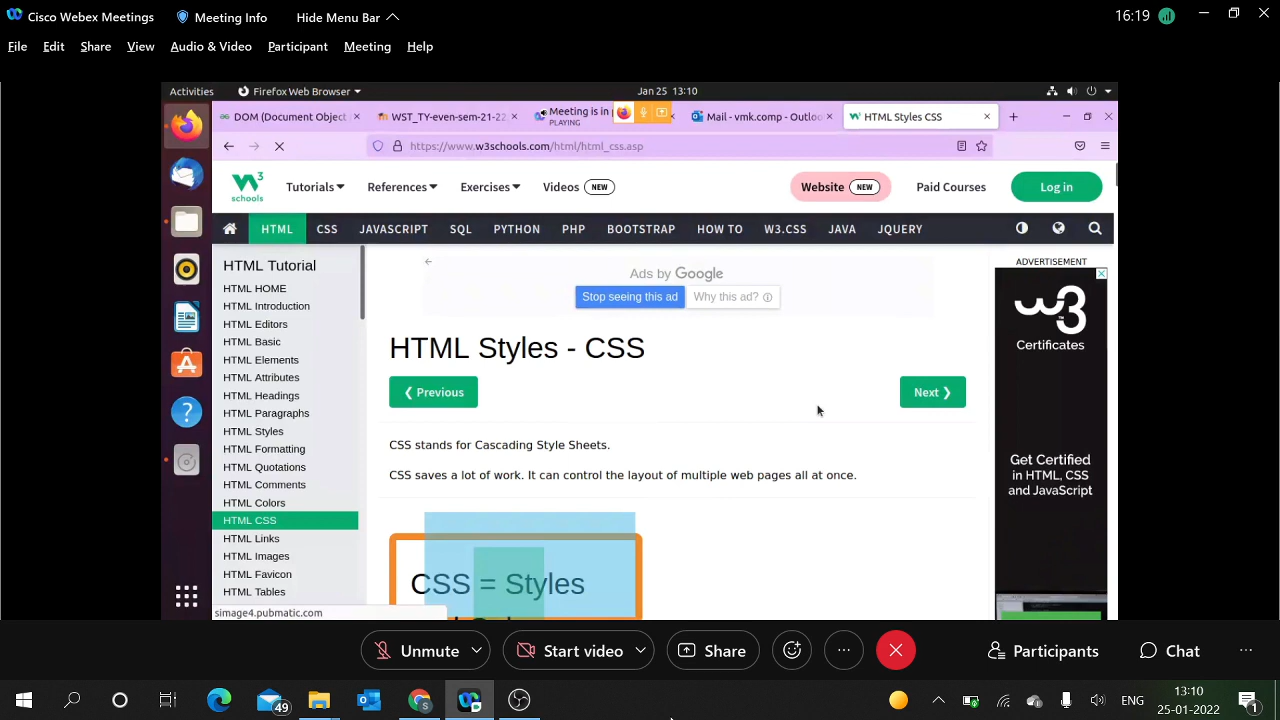 Cisco Webex Meetings
Meeting Info
Hide Menu Bar
16:19
File Edit Share View Audio & Video Participant Meeting Help
Activities
Firefox Web Browser
Jan 25 13:10
DOM (Document Object
WST_TY-even-sem-21-22
Meeting is in
PLAYING
Mail - vmk.comp - Outloo
HTML Styles CSS
https://www.w3schools.com/html/html_css.asp
W3 schools
Tutorials
References
Exercises
Videos NEW
Website NEW
Paid Courses
Log in
HTML CSS JAVASCRIPT SQL PYTHON PHP BOOTSTRAP HOW TO W3.CSS JAVA JQUERY
HTML Tutorial
HTML HOME
HTML Introduction
HTML Editors
HTML Basic
HTML Elements
HTML Attributes
HTML Headings
HTML Paragraphs
HTML Styles
HTML Formatting
HTML Quotations
HTML Comments
HTML Colors
HTML CSS
HTML Links
HTML Images
HTML Favicon
HTML Tables
simage4.pubmatic.com
Ads by Google
Stop seeing this ad
Why this ad?
HTML Styles - CSS
❮ Previous
Next ❯
CSS stands for Cascading Style Sheets.
CSS saves a lot of work. It can control the layout of multiple web pages all at once.
CSS = Styles
ADVERTISEMENT
w3
Certificates
Get Certified
in HTML, CSS
and JavaScript
Unmute
Start video
Share
Participants
Chat
49
ENG
13:10
25-01-2022
1